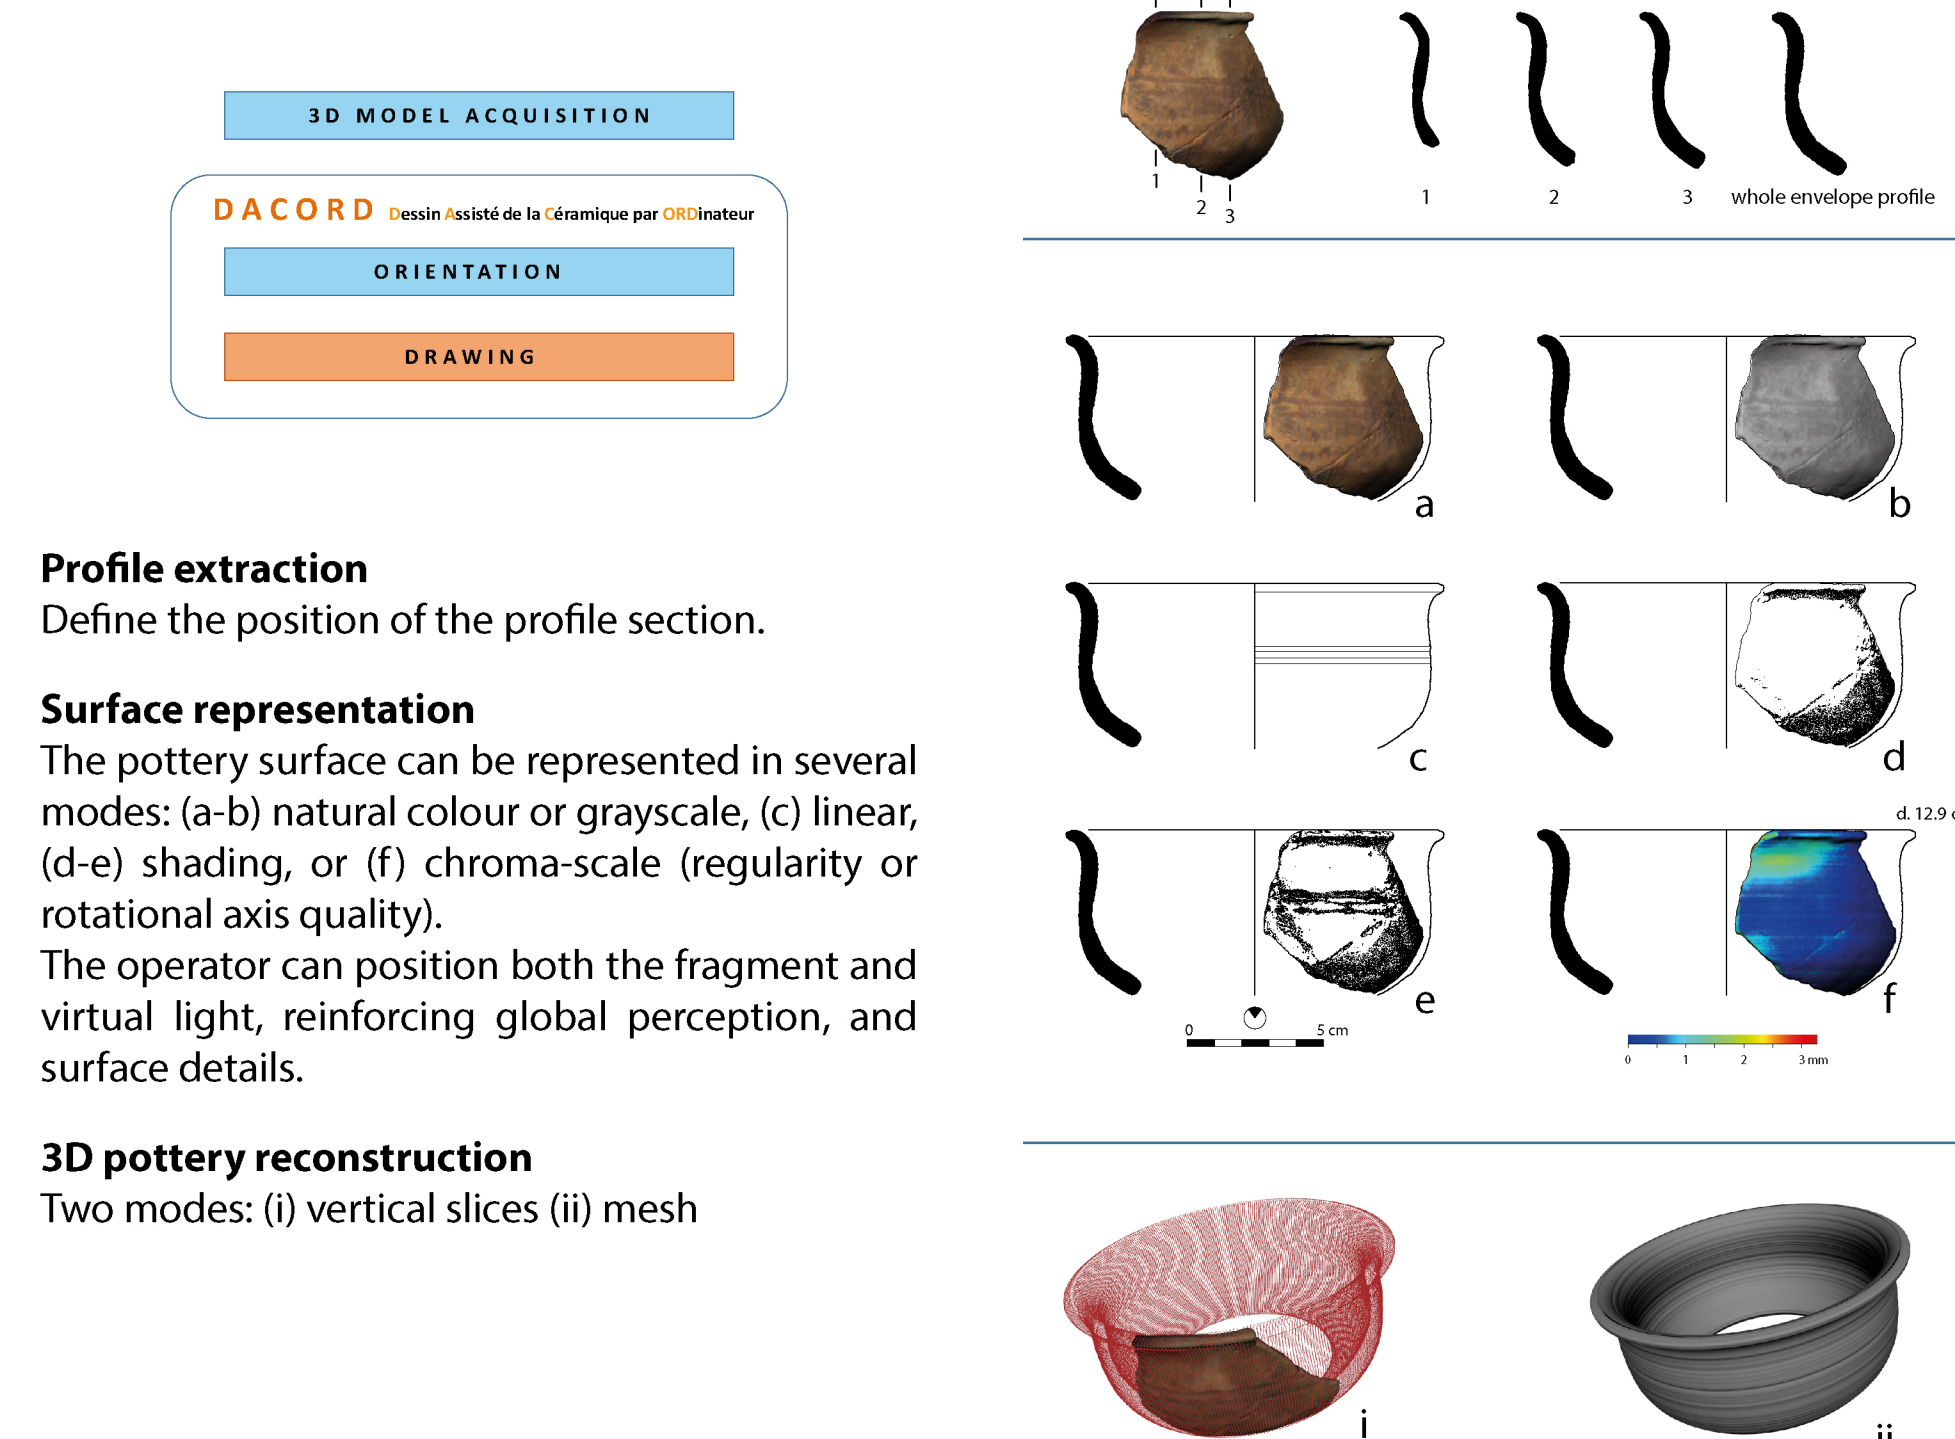 3D MODEL ACQUISITION
DACORD Dessin Assisté de la Céramique par ORDinateur
ORIENTATION
DRAWING
Profile extraction
Define the position of the profile section.
Surface representation
The pottery surface can be represented in several
modes: (a-b) natural colour or grayscale, (c) linear,
(d-e) shading, or (f) chroma-scale (regularity or
rotational axis quality).
The operator can position both the fragment and
virtual light, reinforcing global perception, and
surface details.
3D pottery reconstruction
Two modes: (i) vertical slices (ii) mesh
1
2
3
1
2
3
whole envelope profile
a
b
c
d
d. 12.9
e
f
0 5 cm
0 1 2 3 mm
i
ii